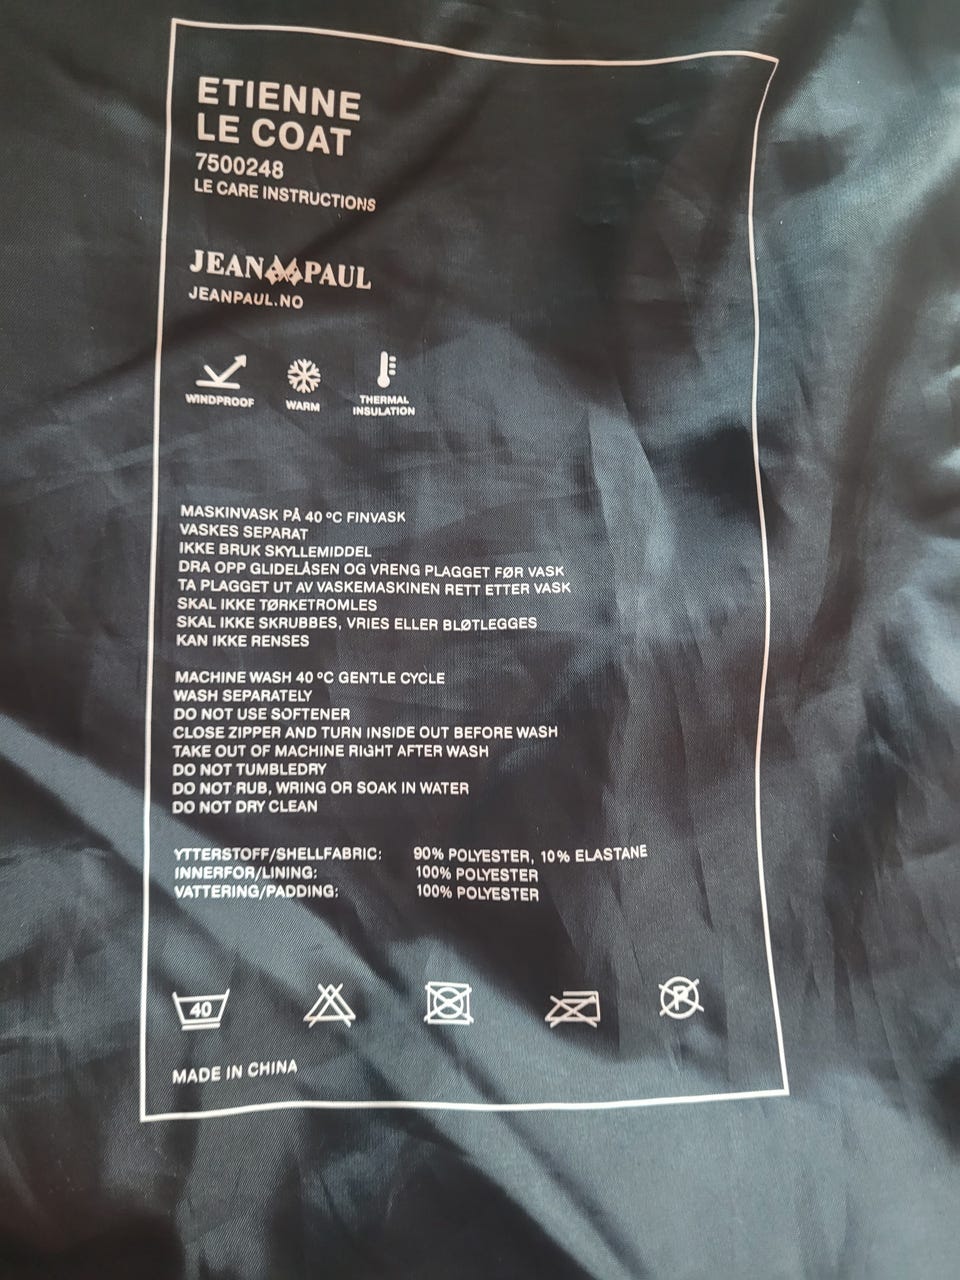 ETIENNE
LE COAT
7500248
LE CARE INSTRUCTIONS
JEAN PAUL
JEANPAUL.NO
WINDPROOF
WARM
THERMAL
INSULATION
MASKINVASK PÅ 40 ºC FINVASK
VASKES SEPARAT
IKKE BRUK SKYLLEMIDDEL
DRA OPP GLIDELÅSEN OG VRENG PLAGGET FØR VASK
TA PLAGGET UT AV VASKEMASKINEN RETT ETTER VASK
SKAL IKKE TØRKETROMLES
SKAL IKKE SKRUBBES, VRIES ELLER BLØTLEGGES
KAN IKKE RENSES
MACHINE WASH 40 ºC GENTLE CYCLE
WASH SEPARATELY
DO NOT USE SOFTENER
CLOSE ZIPPER AND TURN INSIDE OUT BEFORE WASH
TAKE OUT OF MACHINE RIGHT AFTER WASH
DO NOT TUMBLEDRY
DO NOT RUB, WRING OR SOAK IN WATER
DO NOT DRY CLEAN
YTTERSTOFF/SHELLFABRIC: 90% POLYESTER, 10% ELASTANE
INNERFOR/LINING: 100% POLYESTER
VATTERING/PADDING: 100% POLYESTER
40 P
MADE IN CHINA